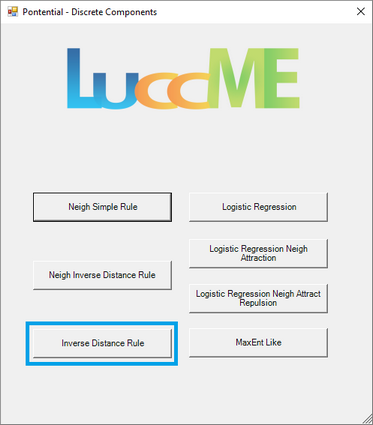 Pontential - Discrete Components
LuccME
Neigh Simple Rule
Logistic Regression
Logistic Regression Neigh
Attraction
Neigh Inverse Distance Rule
Logistic Regression Neigh Attract
Repulsion
Inverse Distance Rule
MaxEnt Like